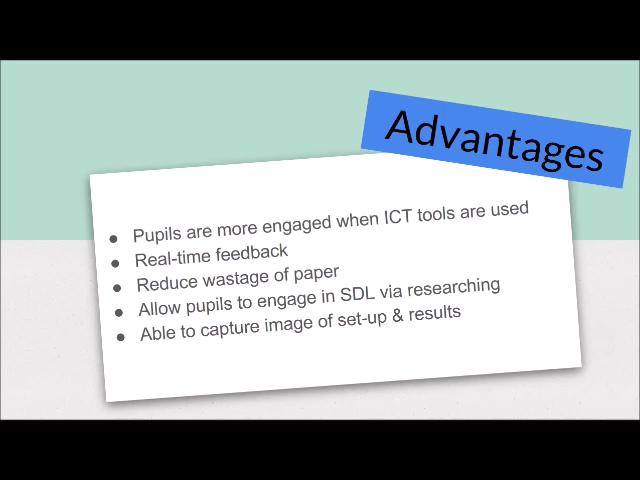 Advantages
● Pupils are more engaged when ICT tools are used
● Real-time feedback
● Reduce wastage of paper
● Allow pupils to engage in SDL via researching
● Able to capture image of set-up & results